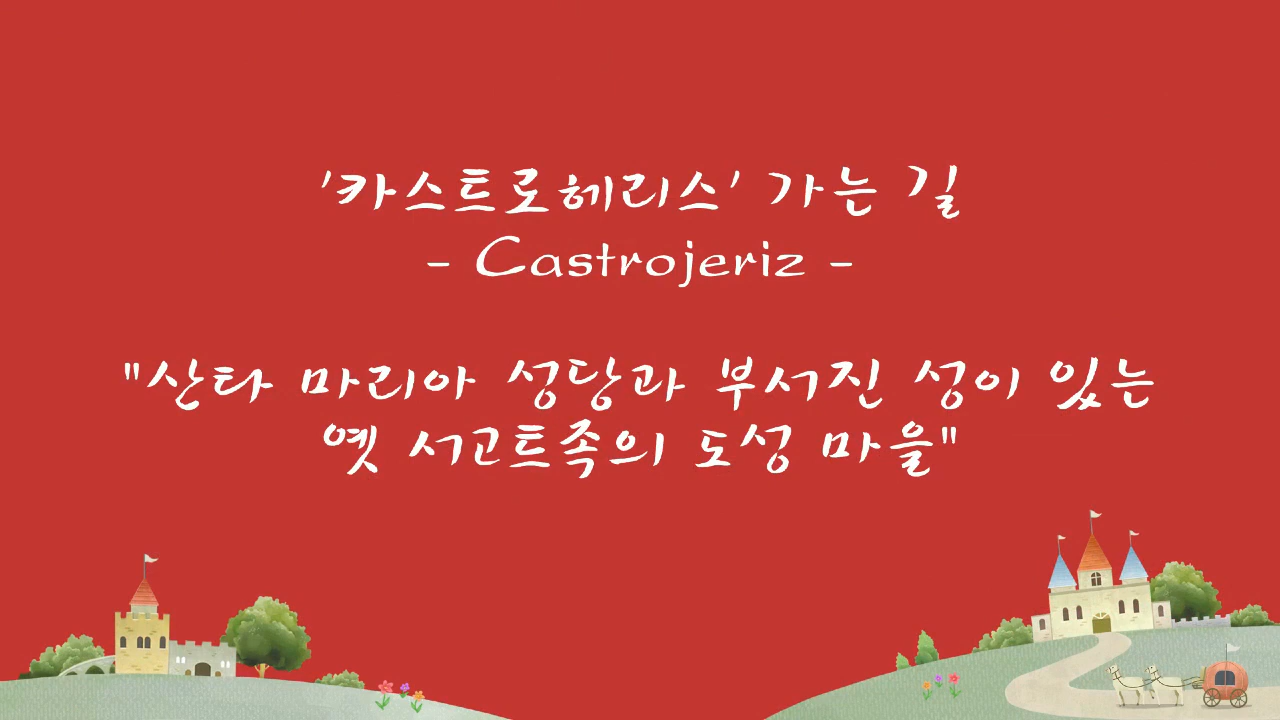 '카스트로헤리스' 가는 길
- Castrojeriz -
"산타 마리아 성당과 부서진 성이 있는
옛 서고트족의 도성 마을"